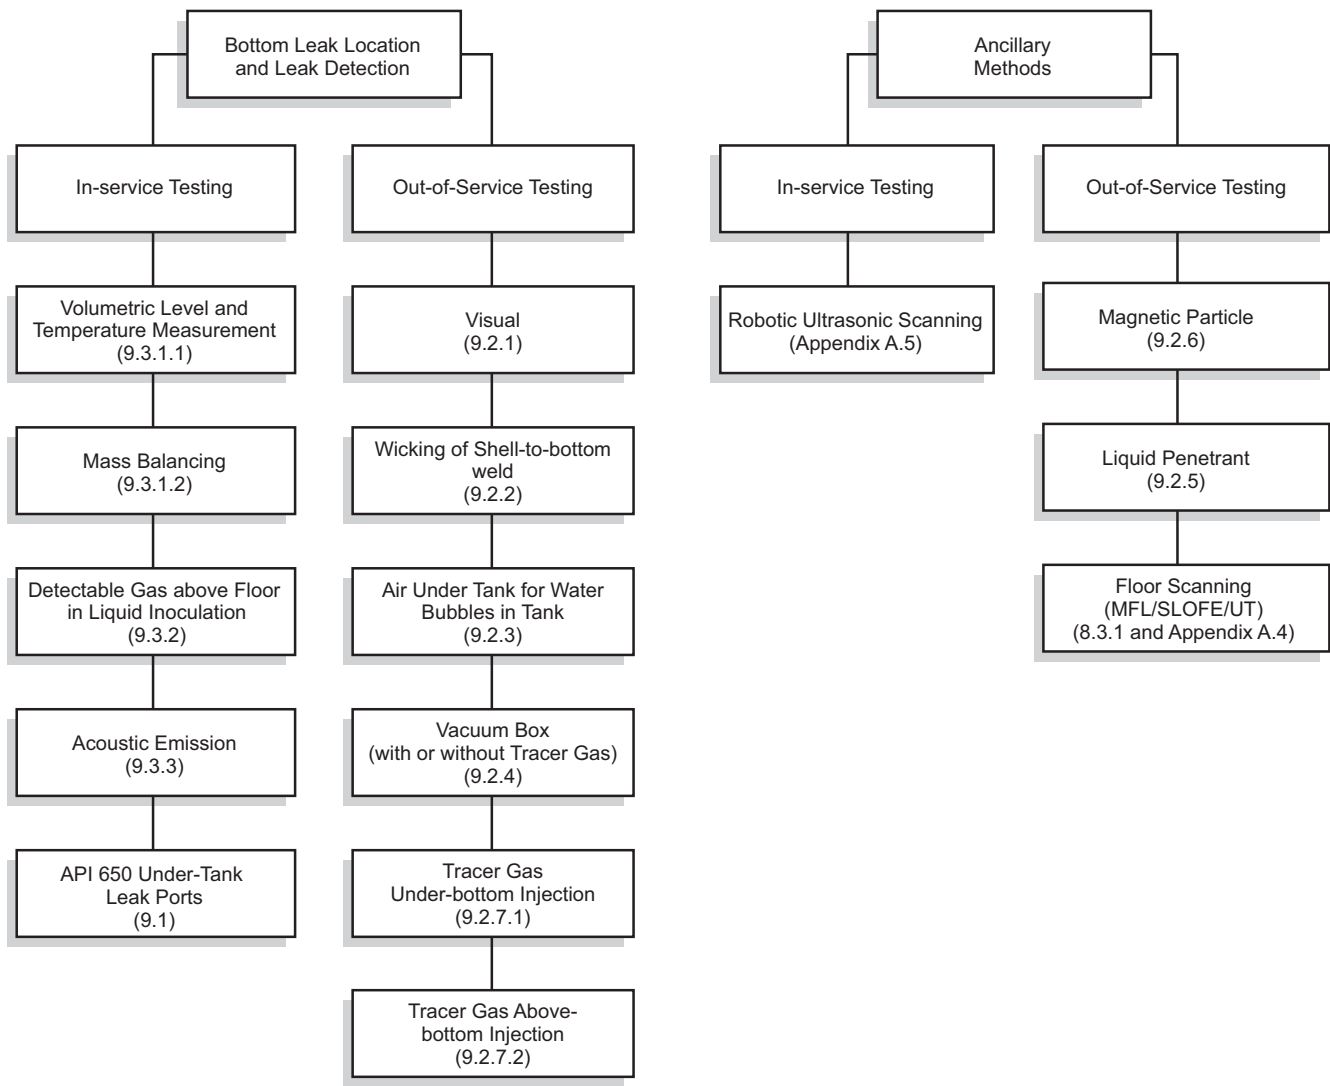 Bottom Leak Location
and Leak Detection
In-service Testing
Volumetric Level and
Temperature Measurement
(9.3.1.1)
Mass Balancing
(9.3.1.2)
Detectable Gas above Floor
in Liquid Inoculation
(9.3.2)
Acoustic Emission
(9.3.3)
API 650 Under-Tank
Leak Ports
(9.1)
Out-of-Service Testing
Visual
(9.2.1)
Wicking of Shell-to-bottom
weld
(9.2.2)
Air Under Tank for Water
Bubbles in Tank
(9.2.3)
Vacuum Box
(with or without Tracer Gas)
(9.2.4)
Tracer Gas
Under-bottom Injection
(9.2.7.1)
Tracer Gas Above-
bottom Injection
(9.2.7.2)
Ancillary
Methods
In-service Testing
Robotic Ultrasonic Scanning
(Appendix A.5)
Out-of-Service Testing
Magnetic Particle
(9.2.6)
Liquid Penetrant
(9.2.5)
Floor Scanning
(MFL/SLOFE/UT)
(8.3.1 and Appendix A.4)